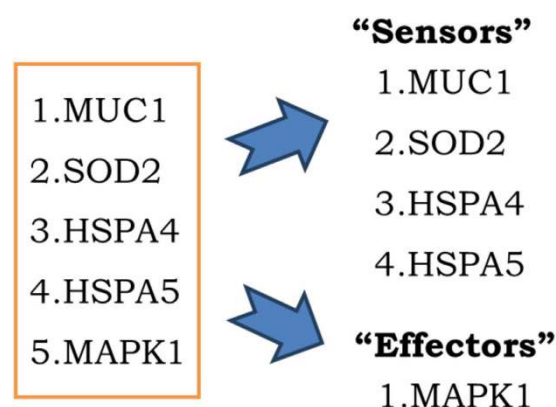 1.MUC1
2.SOD2
3.HSPA4
4.HSPA5
5.MAPK1
“Sensors”
1.MUC1
2.SOD2
3.HSPA4
4.HSPA5
“Effectors”
1.MAPK1